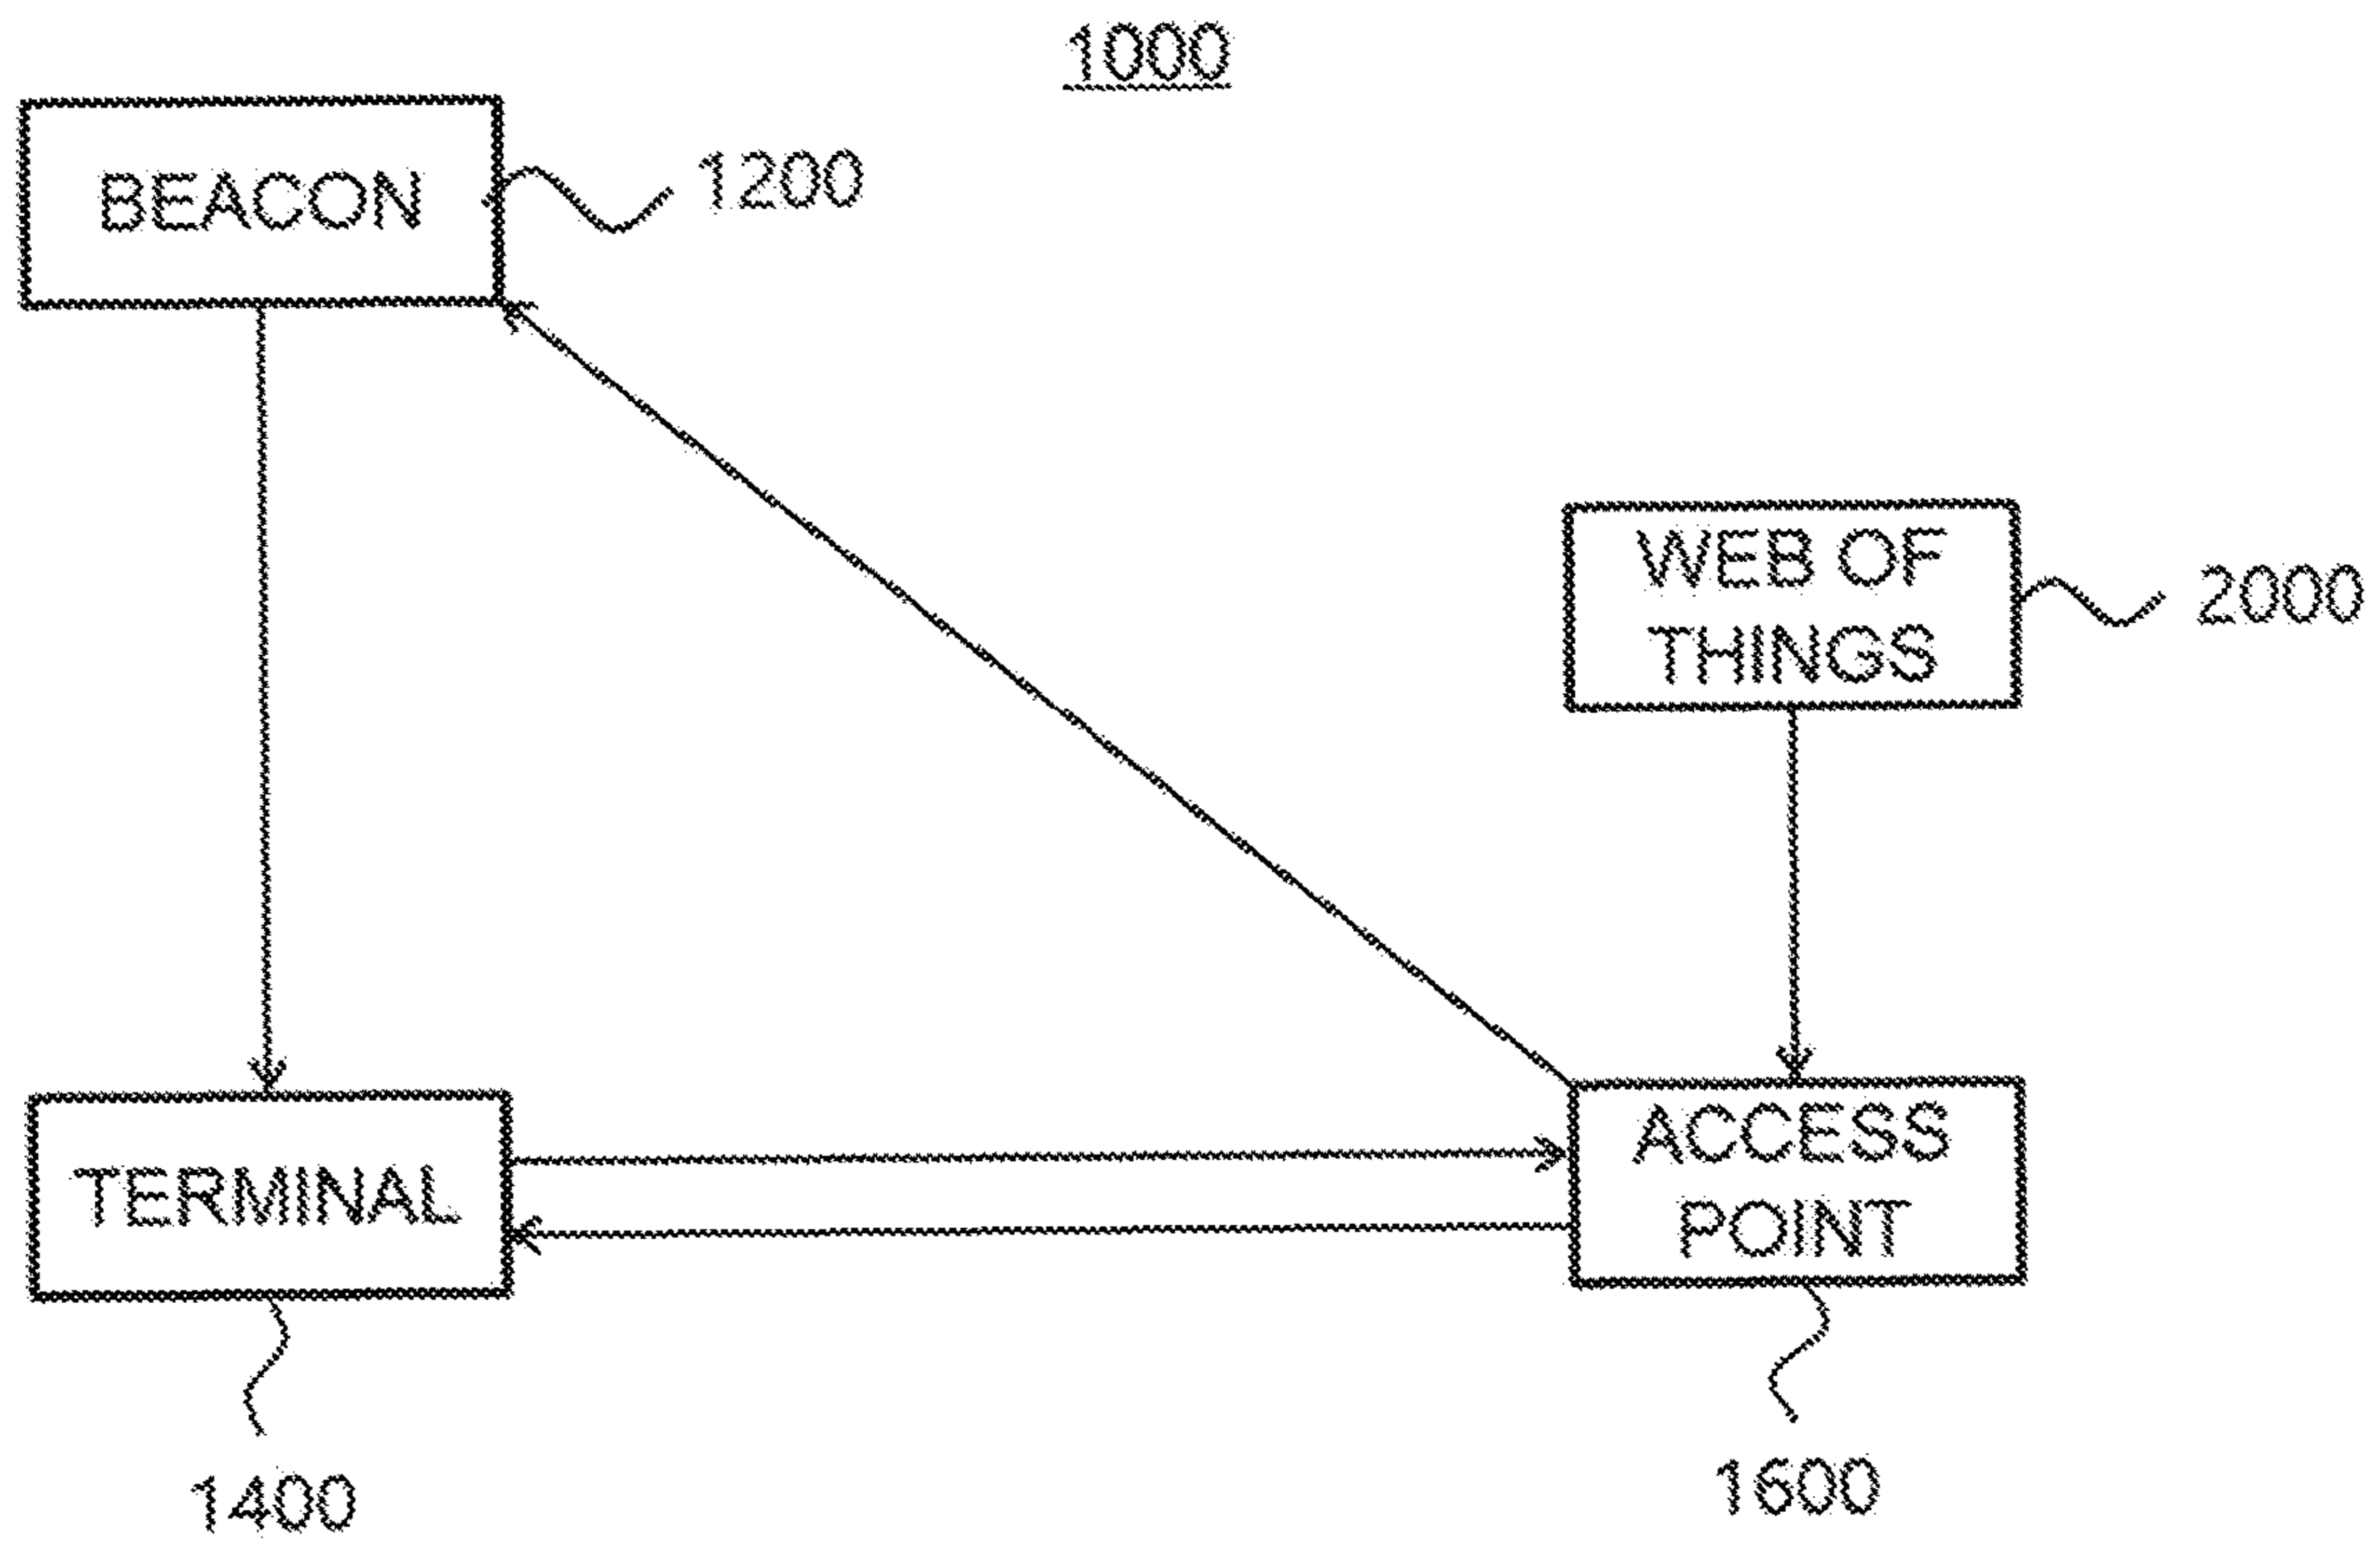 1000
BEACON
1200
WEB OF
THINGS
2000
TERMINAL
ACCESS
POINT
1400
1600